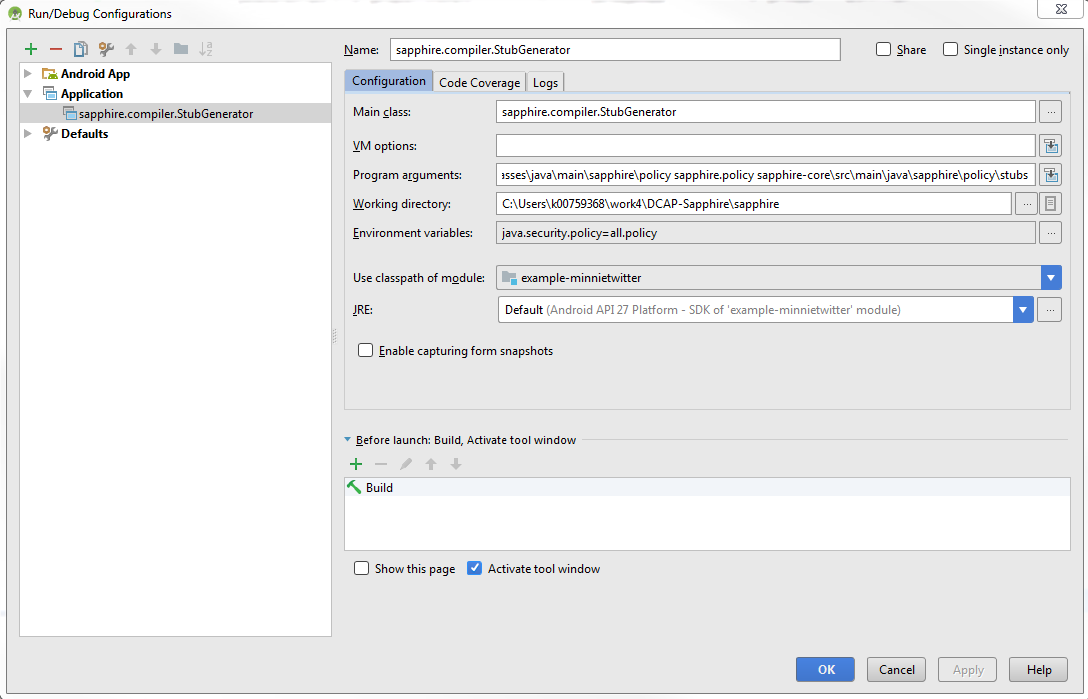 Run/Debug Configurations
Name: sapphire.compiler.StubGenerator Share Single instance only
Android App
Application
sapphire.compiler.StubGenerator
Defaults
Configuration Code Coverage Logs
Main class: sapphire.compiler.StubGenerator ...
VM options:
Program arguments: asses\java\main\sapphire\policy sapphire.policy sapphire-core\src\main\java\sapphire\policy\stubs
Working directory: C:\Users\k00759368\work4\DCAP-Sapphire\sapphire ...
Environment variables: java.security.policy=all.policy ...
Use classpath of module: example-minnietwitter
JRE: Default (Android API 27 Platform - SDK of 'example-minnietwitter' module) ...
Enable capturing form snapshots
Before launch: Build, Activate tool window
Build
Show this page Activate tool window
OK Cancel Apply Help